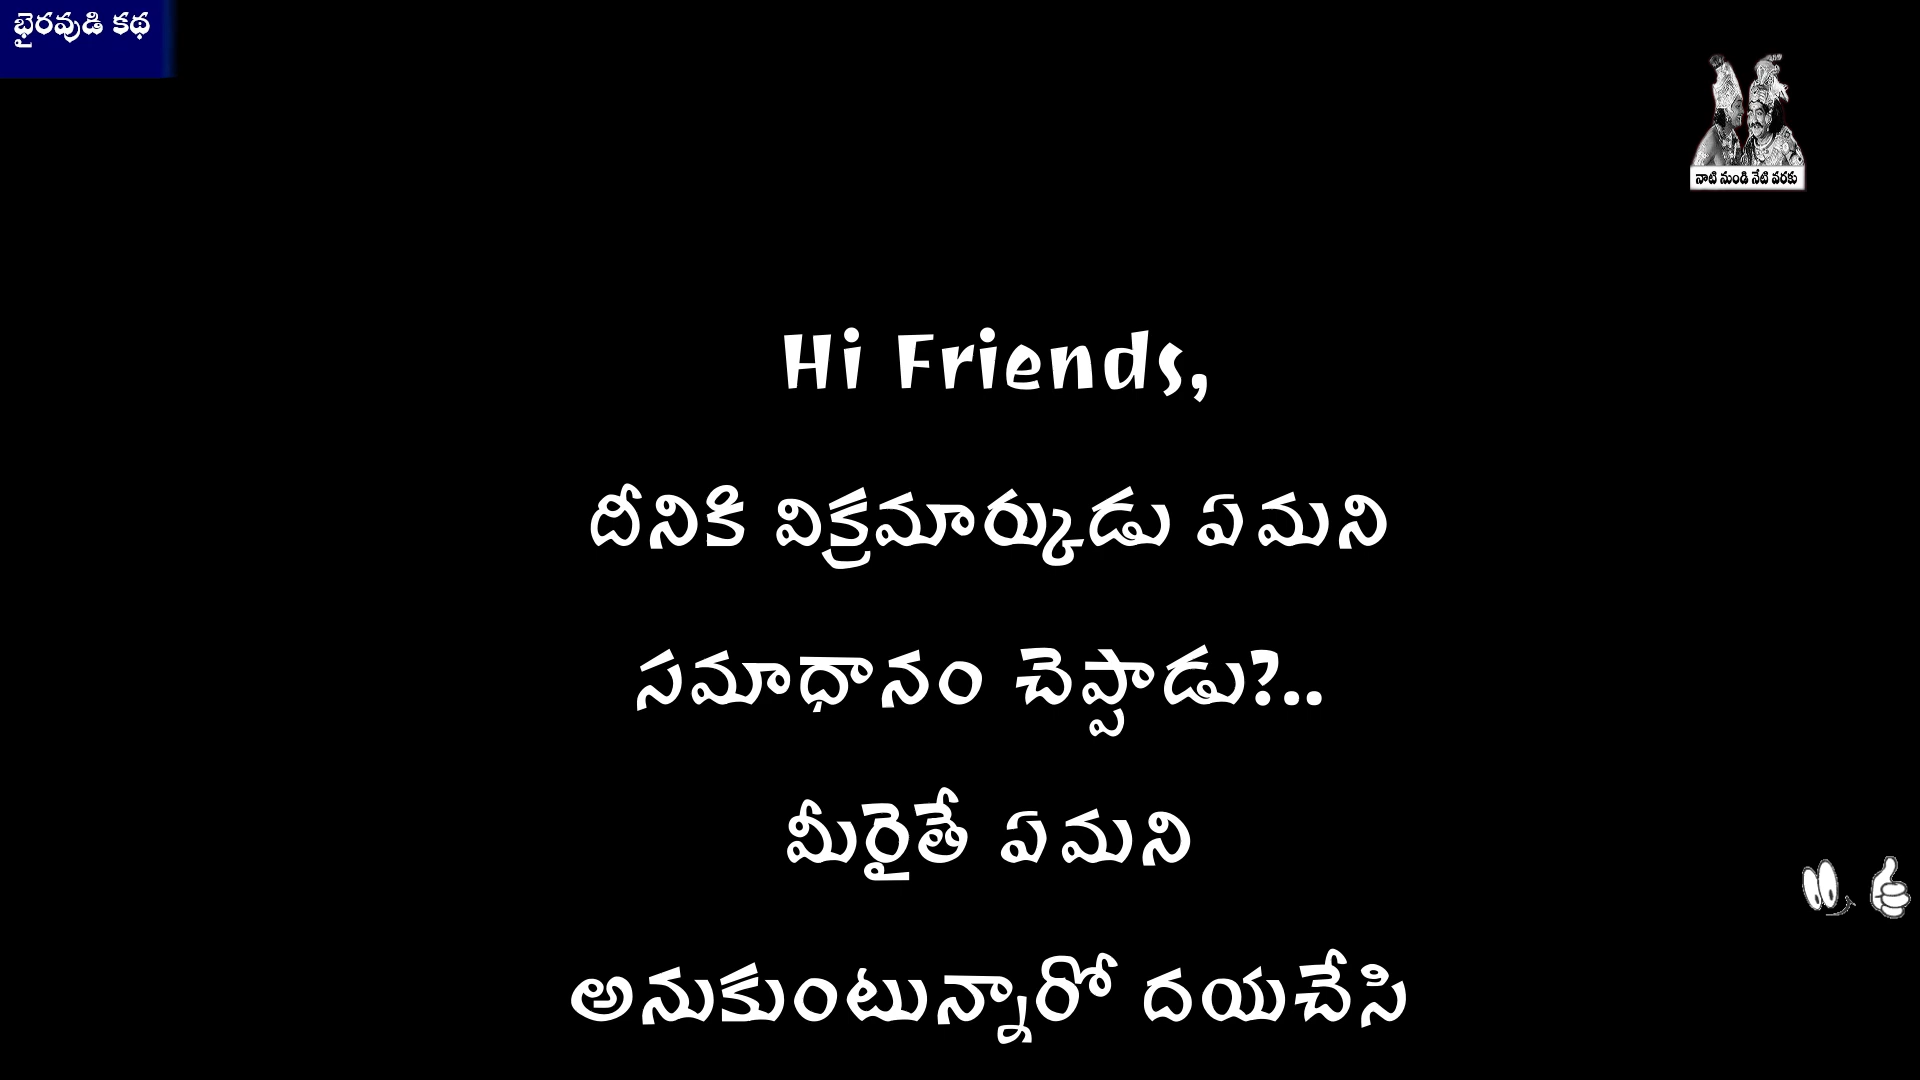 భైరవుడి కథ
నాటి నుండి నేటి వరకు
Hi Friends,
దీనికి విక్రమార్కుడు ఏమని
సమాధానం చెప్పాడు?..
మీరైతే ఏమని
అనుకుంటున్నారో దయచేసి